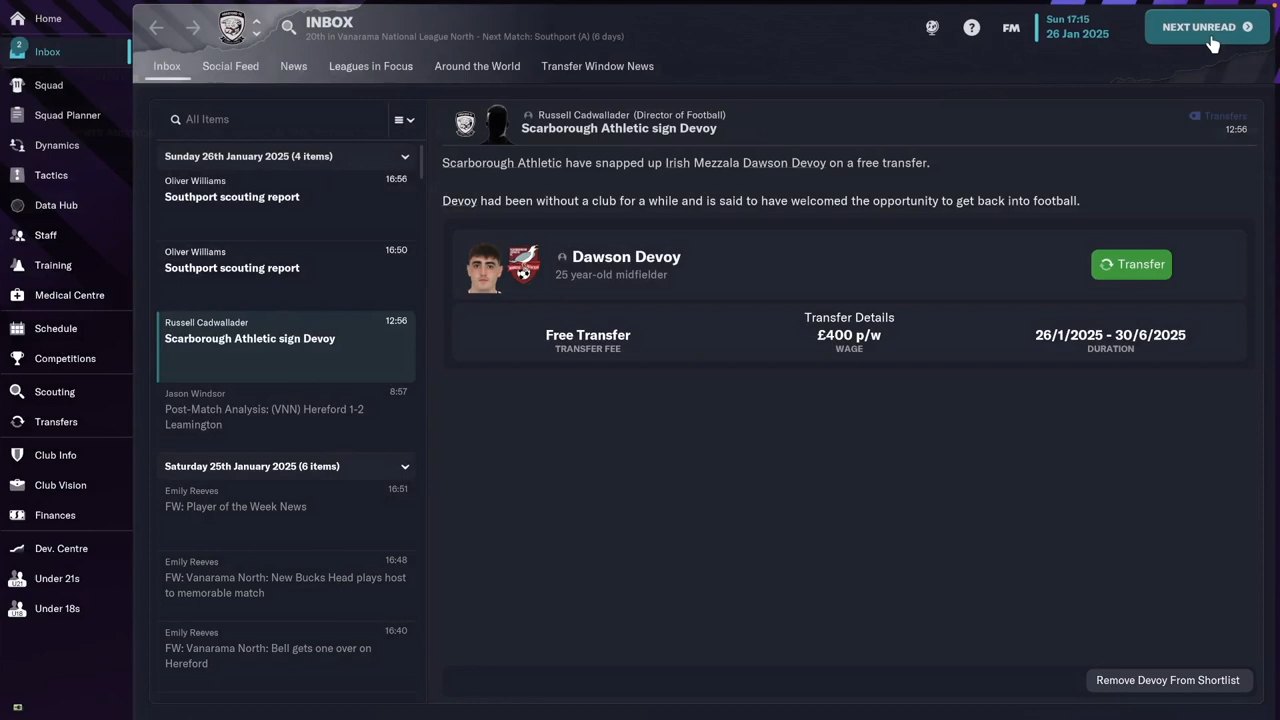 Home
2
Inbox
Squad
Squad Planner
Dynamics
Tactics
Data Hub
Staff
Training
Medical Centre
Schedule
Competitions
Scouting
Transfers
Club Info
Club Vision
Finances
Dev. Centre
U21
Under 21s
U18
Under 18s
INBOX
20th in Vanarama National League North - Next Match: Southport (A) (6 days)
FM
Sun 17:15
26 Jan 2025
NEXT UNREAD
Inbox
Social Feed
News
Leagues in Focus
Around the World
Transfer Window News
All Items
Sunday 26th January 2025 (4 items)
Oliver Williams
16:56
Southport scouting report
Oliver Williams
16:50
Southport scouting report
Russell Cadwallader
12:56
Scarborough Athletic sign Devoy
Jason Windsor
8:57
Post-Match Analysis: (VNN) Hereford 1-2
Leamington
Saturday 25th January 2025 (6 items)
Emily Reeves
16:51
FW: Player of the Week News
Emily Reeves
16:48
FW: Vanarama North: New Bucks Head plays host
to memorable match
Emily Reeves
16:40
FW: Vanarama North: Bell gets one over on
Hereford
Russell Cadwallader (Director of Football)
Scarborough Athletic sign Devoy
Transfers
12:56
Scarborough Athletic have snapped up Irish Mezzala Dawson Devoy on a free transfer.
Devoy had been without a club for a while and is said to have welcomed the opportunity to get back into football.
Dawson Devoy
25 year-old midfielder
Transfer
Transfer Details
Free Transfer
TRANSFER FEE
£400 p/w
WAGE
26/1/2025 - 30/6/2025
DURATION
Remove Devoy From Shortlist